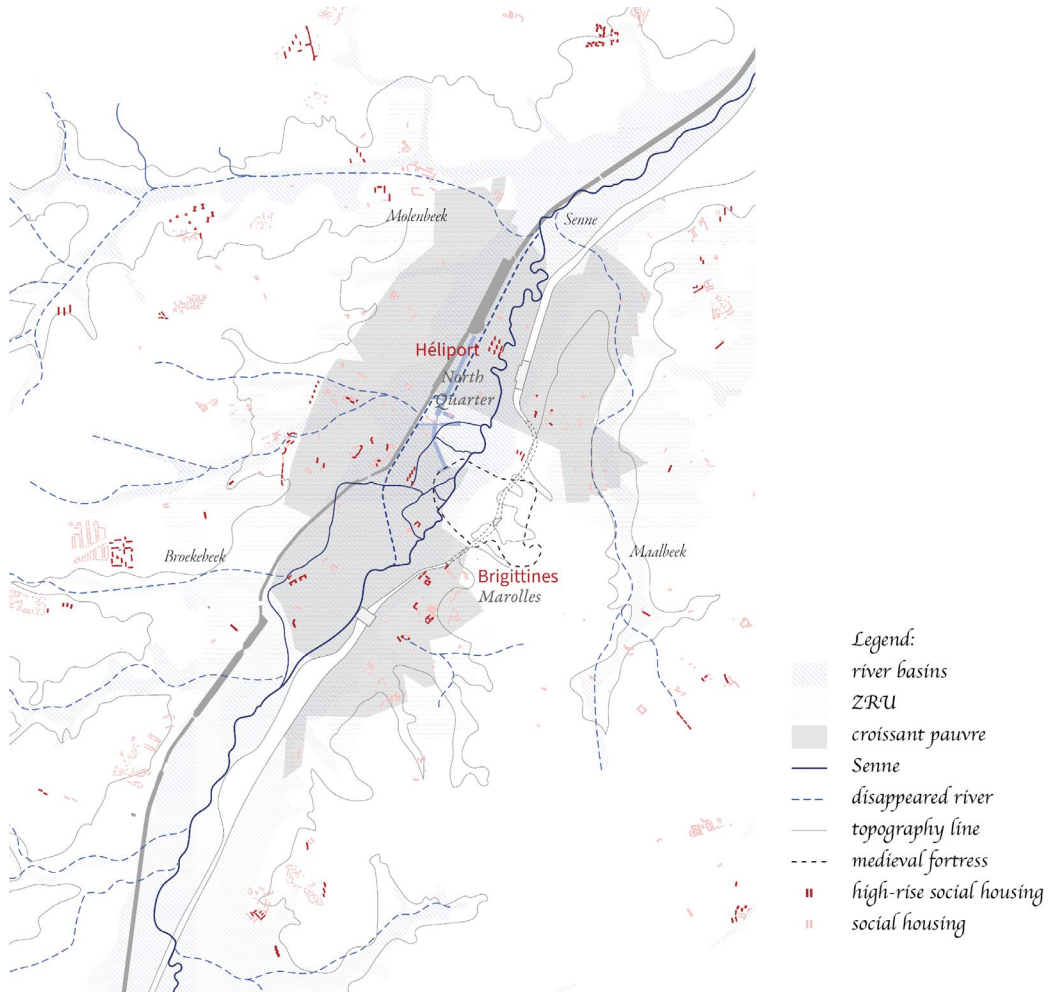 Molenbeek
Senne
Héliport
North
Quarter
Broekebeek
Maalbeek
Brigittines
Marolles
Legend:
river basins
ZRU
croissant pauvre
Senne
disappeared river
topography line
medieval fortress
high-rise social housing
social housing